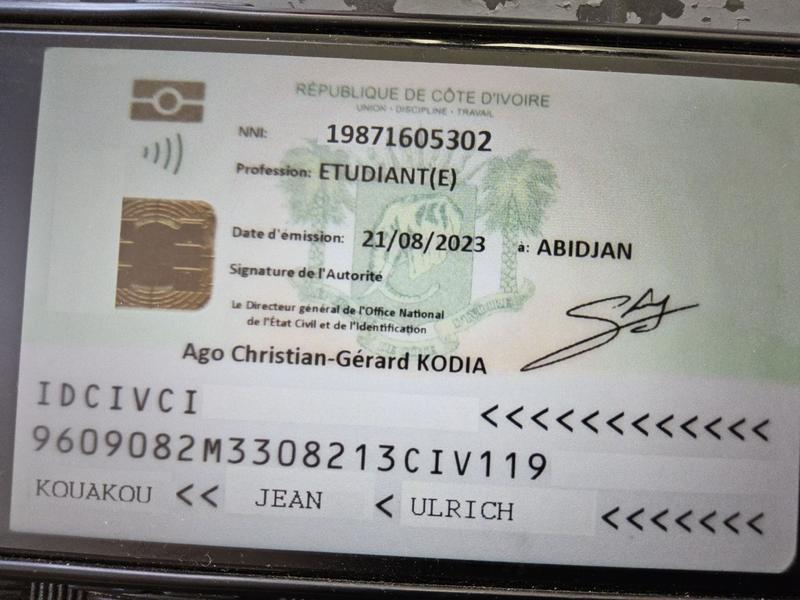 RÉPUBLIQUE DE CÔTE D'IVOIRE
UNION - DISCIPLINE - TRAVAIL
NNI: 19871605302
Profession: ETUDIANT(E)
Date d'émission: 21/08/2023 à: ABIDJAN
Signature de l'Autorité
Le Directeur général de l'Office National
de l'État Civil et de l'Identification
Ago Christian-Gérard KODIA
IDCIVCI <<<<<<<<<<<<
9609082M3308213CIV119
KOUAKOU << JEAN < ULRICH <<<<<<<